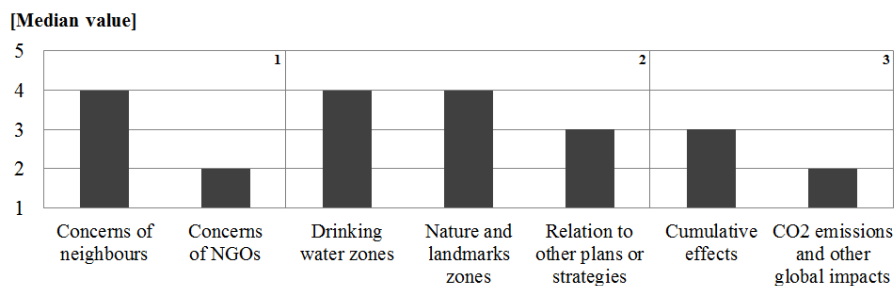 [Median value]
5
1
2
3
4
3
2
1
Concerns of
neighbours
Concerns
of NGOs
Drinking
water zones
Nature and
landmarks
zones
Relation to
other plans or
strategies
Cumulative
effects
CO2 emissions
and other
global impacts